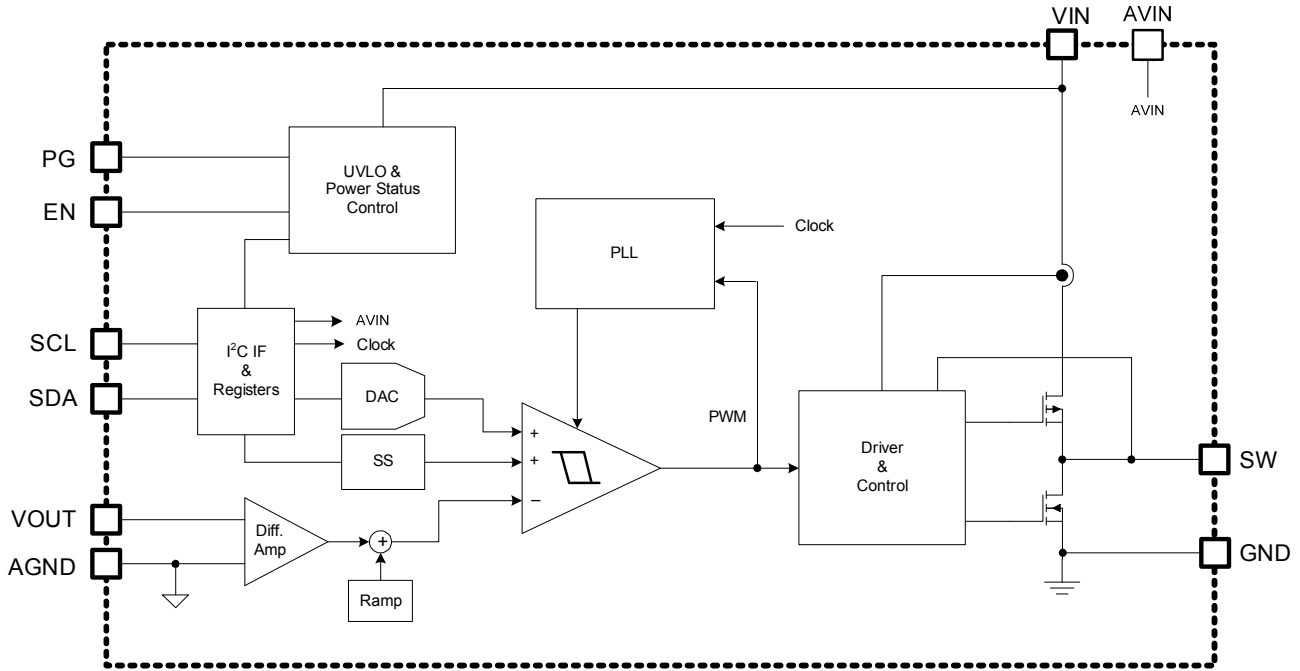 VIN
AVIN
AVIN
PG
EN
UVLO &
Power Status
Control
PLL
Clock
SCL
SDA
I²C IF
&
Registers
AVIN
Clock
DAC
SS
+
+
−
PWM
Driver
&
Control
SW
GND
VOUT
AGND
Diff.
Amp
+
Ramp